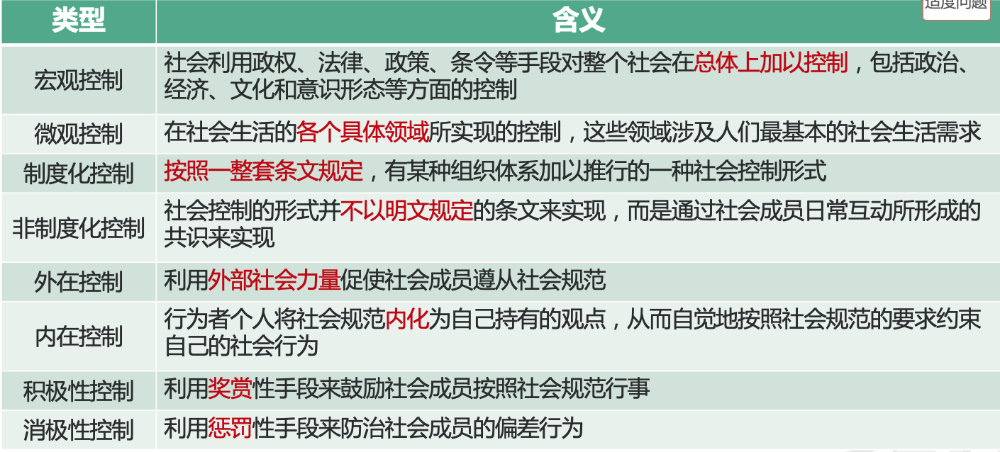 适度问题
类型
含义
宏观控制
社会利用政权、法律、政策、条令等手段对整个社会在总体上加以控制，包括政治、
经济、文化和意识形态等方面的控制
微观控制
在社会生活的各个具体领域所实现的控制，这些领域涉及人们最基本的社会生活需求
制度化控制
按照一整套条文规定，有某种组织体系加以推行的一种社会控制形式
非制度化控制
社会控制的形式并不以明文规定的条文来实现，而是通过社会成员日常互动所形成的
共识来实现
外在控制
利用外部社会力量促使社会成员遵从社会规范
内在控制
行为者个人将社会规范内化为自己持有的观点，从而自觉地按照社会规范的要求约束
自己的社会行为
积极性控制
利用奖赏性手段来鼓励社会成员按照社会规范行事
消极性控制
利用惩罚性手段来防治社会成员的偏差行为